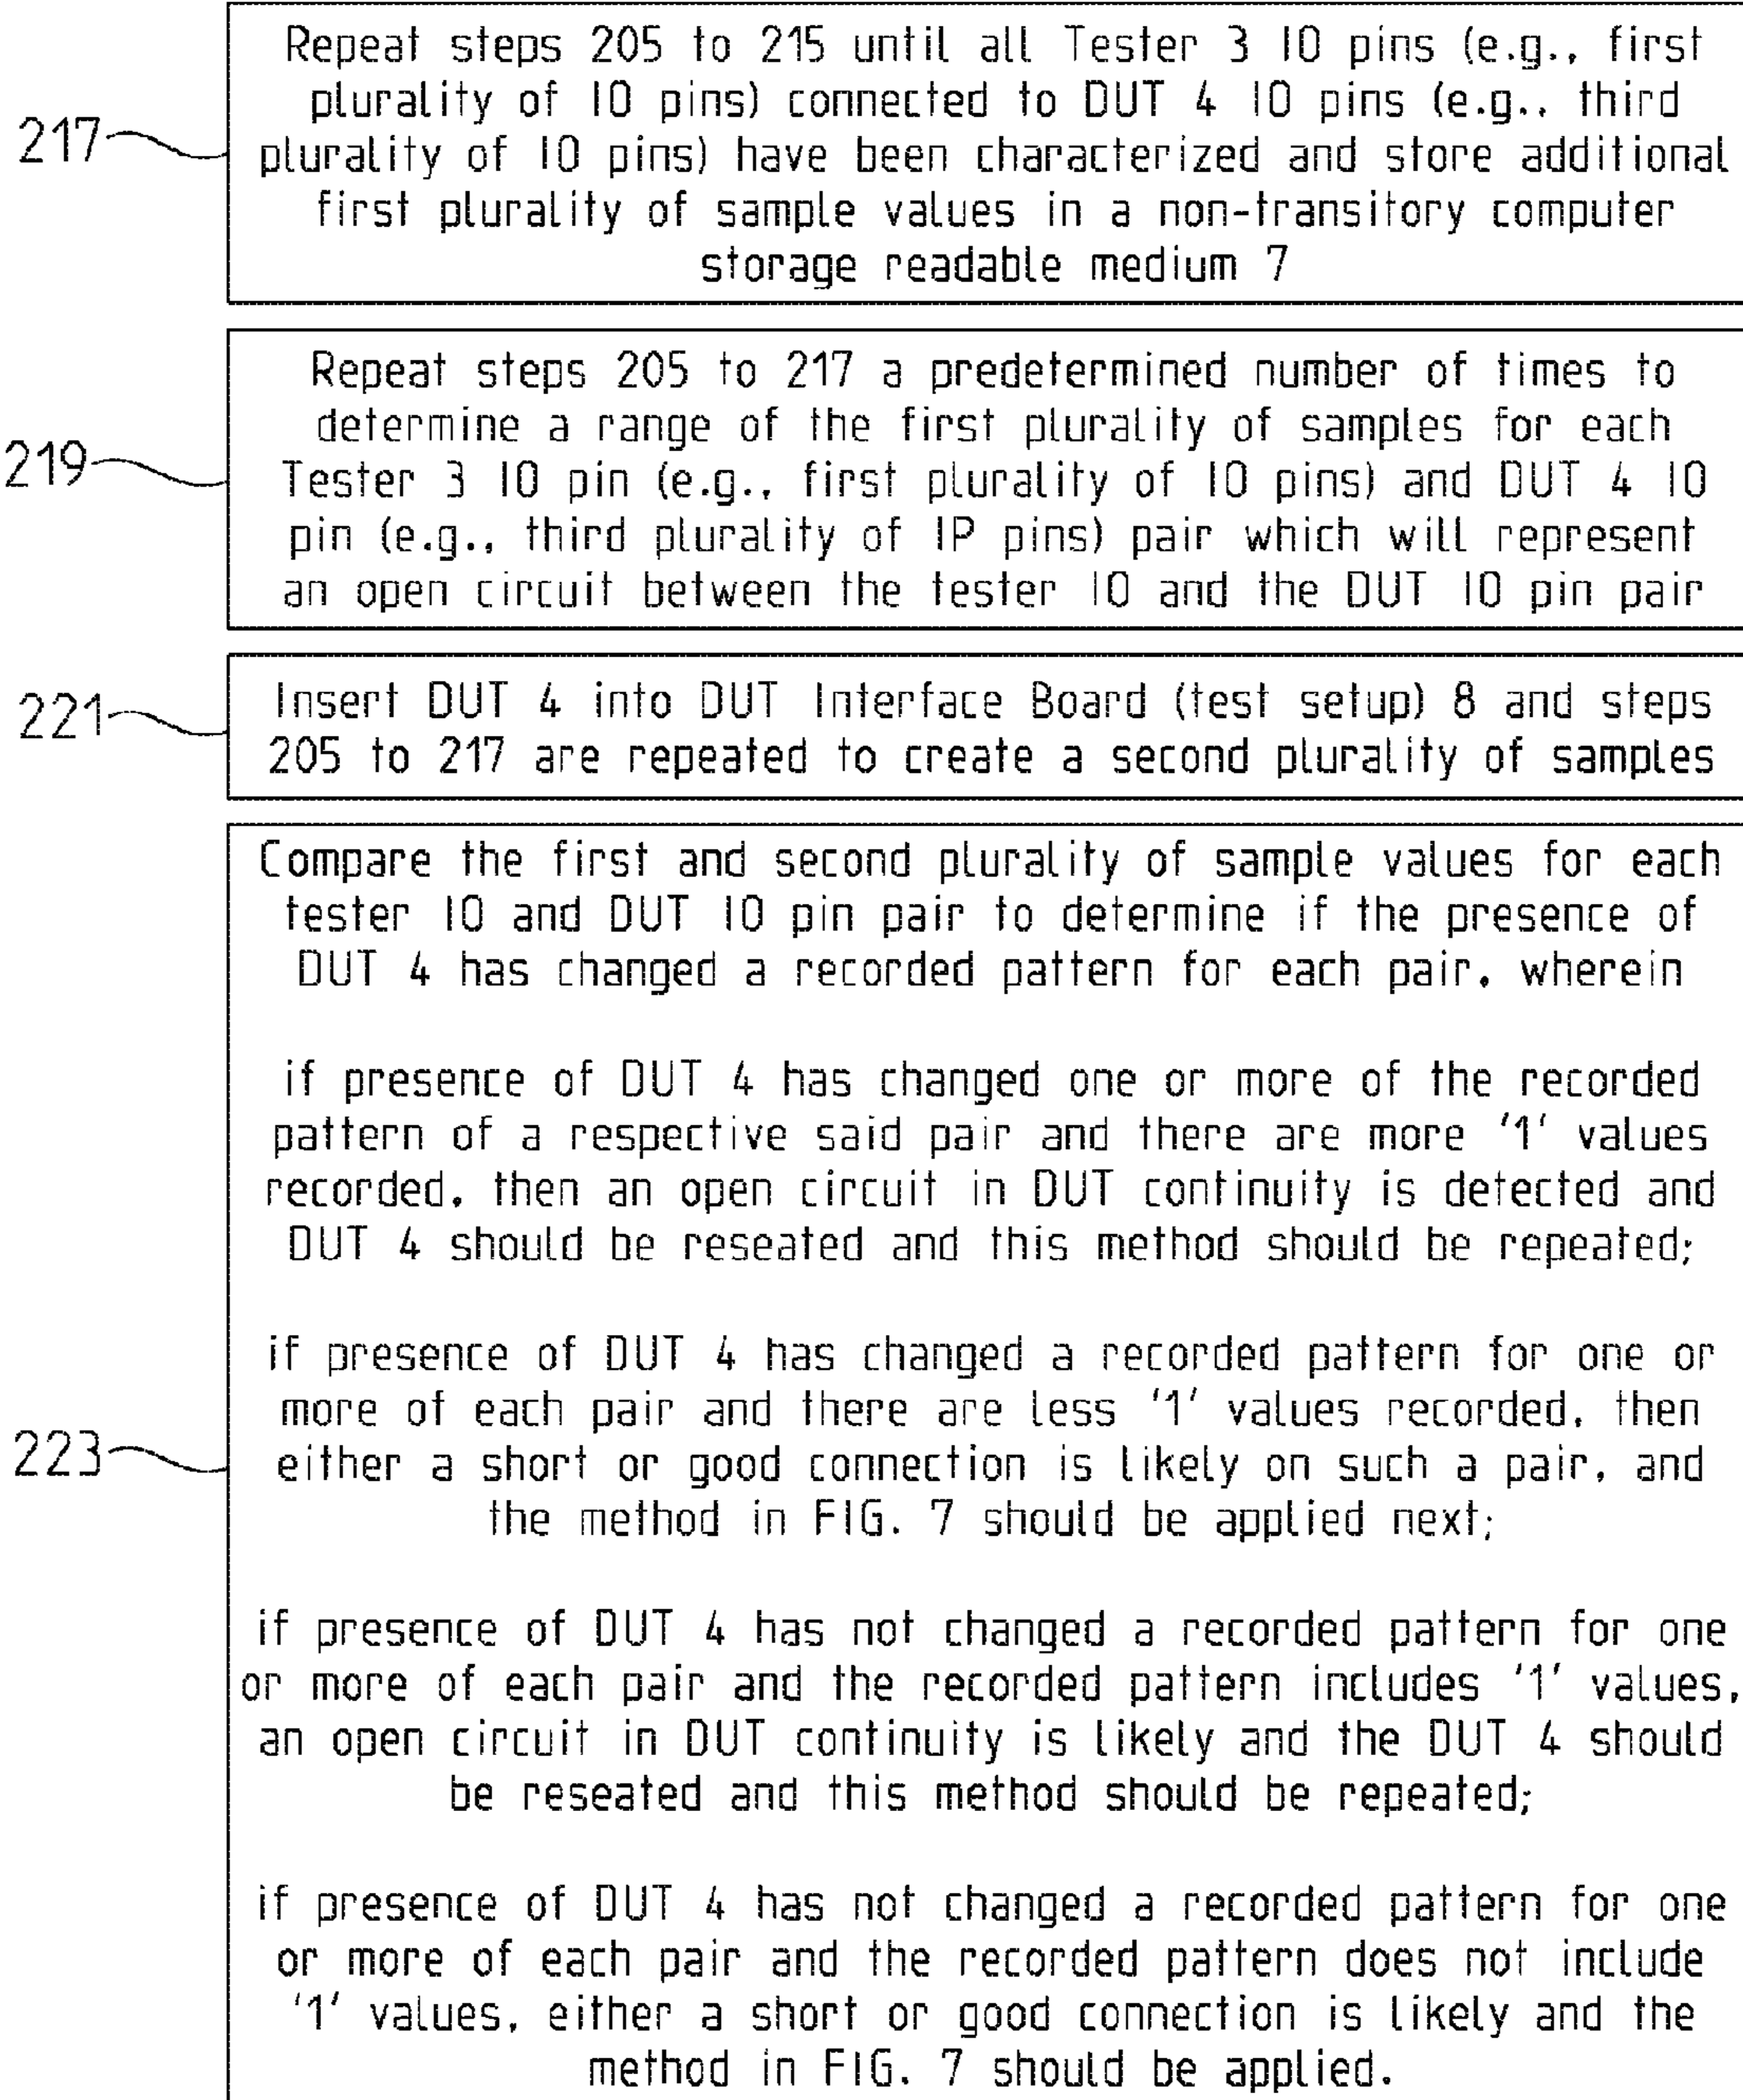 217
Repeat steps 205 to 215 until all Tester 3 IO pins (e.g., first
plurality of IO pins) connected to DUT 4 IO pins (e.g., third
plurality of IO pins) have been characterized and store additional
first plurality of sample values in a non-transitory computer
storage readable medium 7
219
Repeat steps 205 to 217 a predetermined number of times to
determine a range of the first plurality of samples for each
Tester 3 IO pin (e.g., first plurality of IO pins) and DUT 4 IO
pin (e.g., third plurality of IP pins) pair which will represent
an open circuit between the tester IO and the DUT IO pin pair
221
Insert DUT 4 into DUT Interface Board (test setup) 8 and steps
205 to 217 are repeated to create a second plurality of samples
223
Compare the first and second plurality of sample values for each
tester IO and DUT IO pin pair to determine if the presence of
DUT 4 has changed a recorded pattern for each pair, wherein
if presence of DUT 4 has changed one or more of the recorded
pattern of a respective said pair and there are more '1' values
recorded, then an open circuit in DUT continuity is detected and
DUT 4 should be reseated and this method should be repeated;
if presence of DUT 4 has changed a recorded pattern for one or
more of each pair and there are less '1' values recorded, then
either a short or good connection is likely on such a pair, and
the method in FIG. 7 should be applied next;
if presence of DUT 4 has not changed a recorded pattern for one
or more of each pair and the recorded pattern includes '1' values,
an open circuit in DUT continuity is likely and the DUT 4 should
be reseated and this method should be repeated;
if presence of DUT 4 has not changed a recorded pattern for one
or more of each pair and the recorded pattern does not include
'1' values, either a short or good connection is likely and the
method in FIG. 7 should be applied.